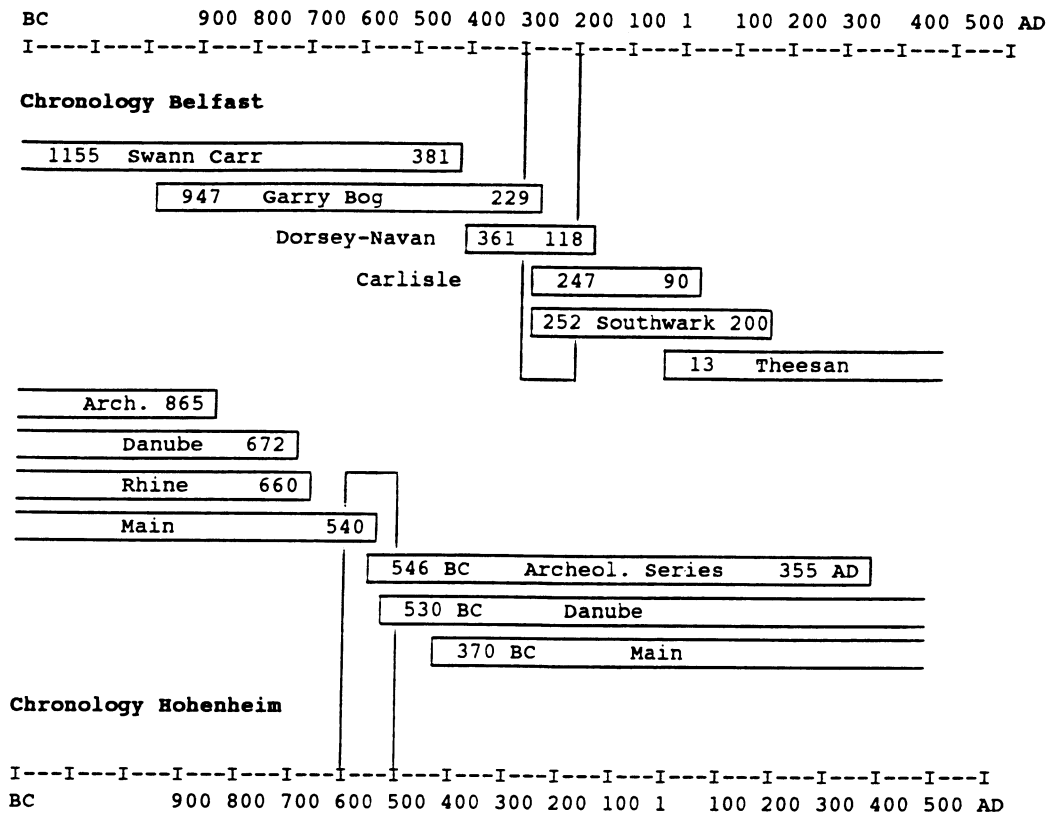 BC 900 800 700 600 500 400 300 200 100 1 100 200 300 400 500 AD
I----I---I---I---I---I---I---I---I---I---I---I---I---I---I---I---I---I---I
Chronology Belfast
1155 Swann Carr 381
947 Garry Bog 229
Dorsey-Navan 361 118
Carlisle 247 90
252 Southwark 200
13 Theesan
Arch. 865
Danube 672
Rhine 660
Main 540
546 BC Archeol. Series 355 AD
530 BC Danube
370 BC Main
Chronology Hohenheim
I---I---I---I---I---I---I---I---I---I---I---I---I---I---I---I---I---I---I
BC 900 800 700 600 500 400 300 200 100 1 100 200 300 400 500 AD